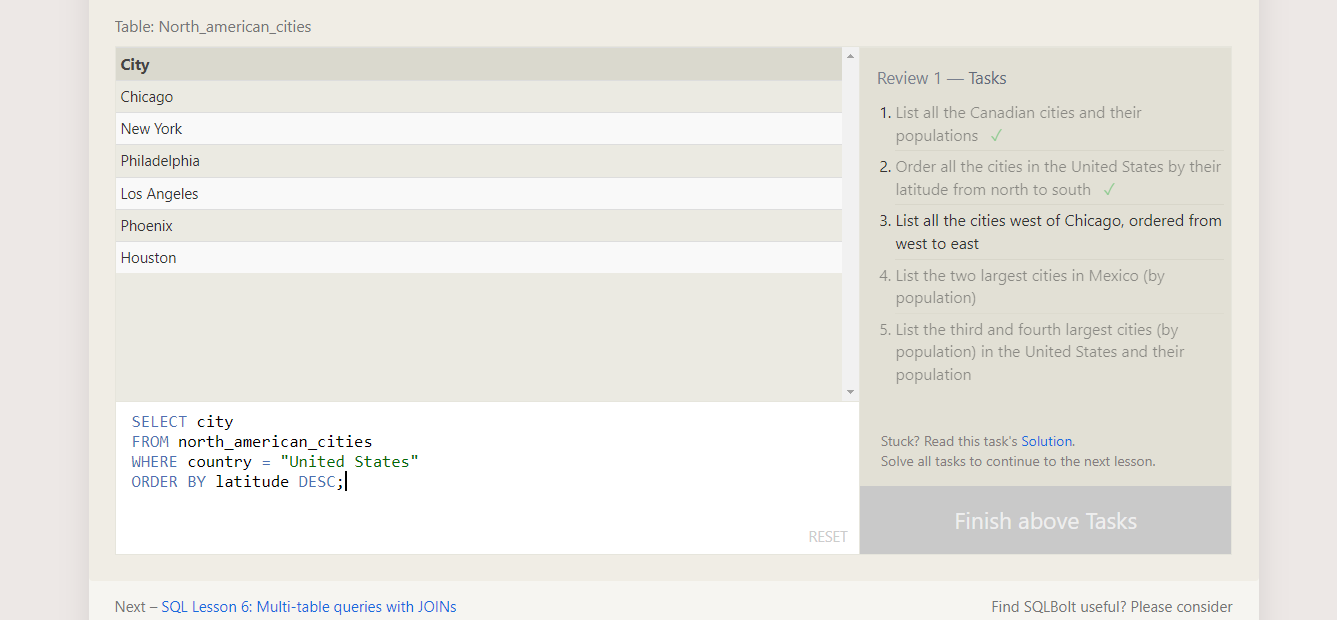 Table: North_american_cities
City
Chicago
New York
Philadelphia
Los Angeles
Phoenix
Houston
SELECT city
FROM north_american_cities
WHERE country = "United States"
ORDER BY latitude DESC;
RESET
Review 1 — Tasks
1. List all the Canadian cities and their
populations ✓
2. Order all the cities in the United States by their
latitude from north to south ✓
3. List all the cities west of Chicago, ordered from
west to east
4. List the two largest cities in Mexico (by
population)
5. List the third and fourth largest cities (by
population) in the United States and their
population
Stuck? Read this task's Solution.
Solve all tasks to continue to the next lesson.
Finish above Tasks
Next – SQL Lesson 6: Multi-table queries with JOINs
Find SQLBolt useful? Please consider